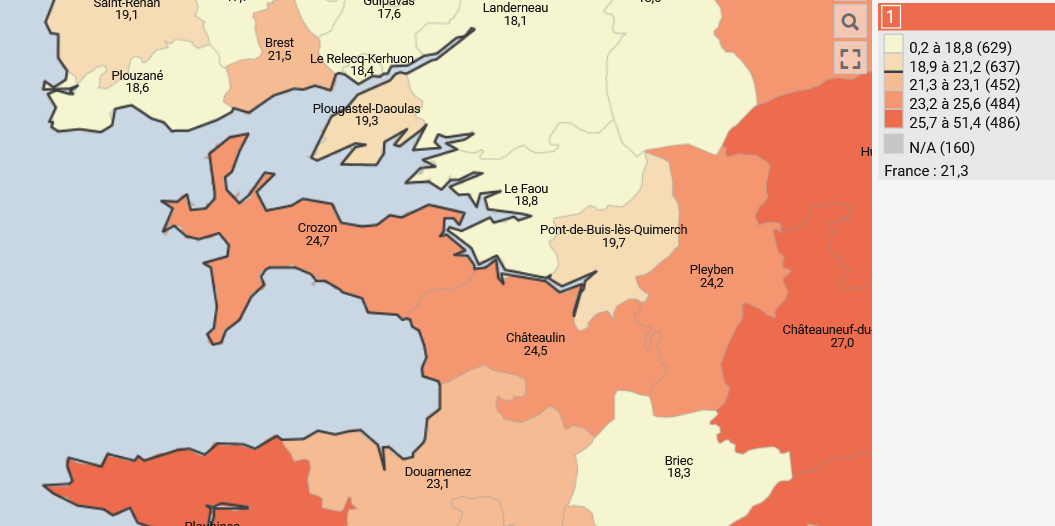 Saint-Renan
19,1
Guipavas
17,6
Landerneau
18,1
Brest
21,5
Le Relecq-Kerhuon
18,4
Plouzané
18,6
Plougastel-Daoulas
19,3
Le Faou
18,8
Crozon
24,7
Pont-de-Buis-lès-Quimerch
19,7
Pleyben
24,2
Châteaulin
24,5
Châteauneuf-du-
27,0
Douarnenez
23,1
Briec
18,3
1
0,2 à 18,8 (629)
18,9 à 21,2 (637)
21,3 à 23,1 (452)
23,2 à 25,6 (484)
25,7 à 51,4 (486)
N/A (160)
France : 21,3